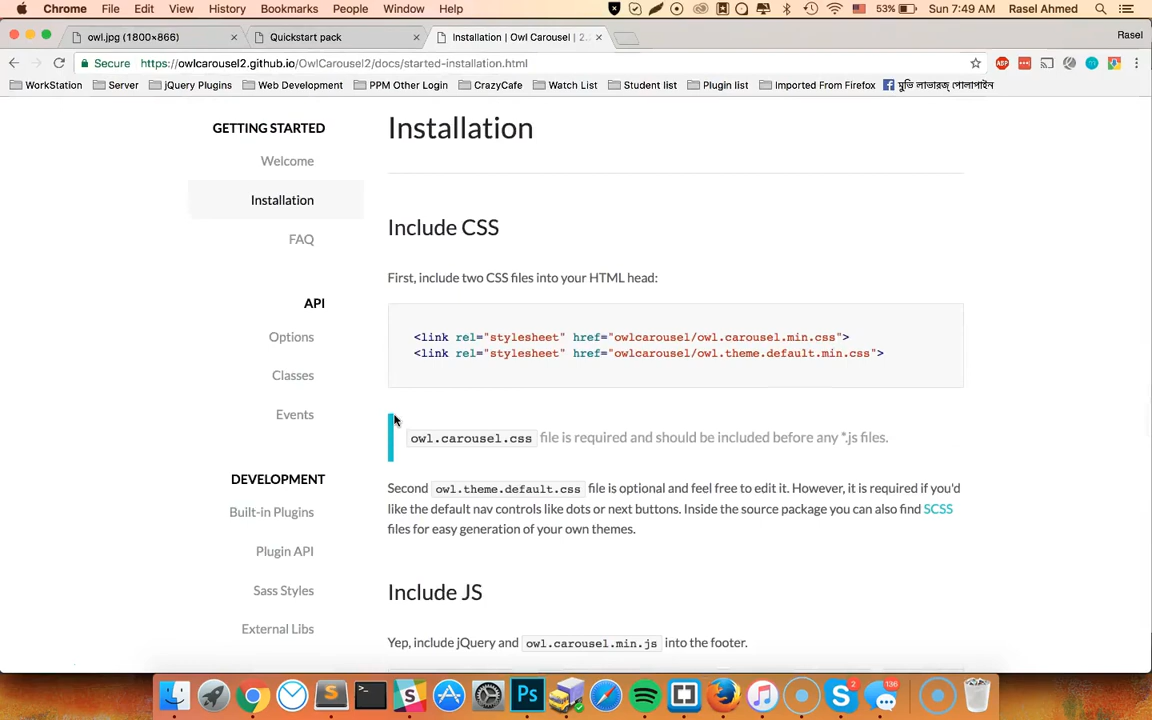 Chrome File Edit View History Bookmarks People Window Help 53% Sun 7:49 AM Rasel Ahmed
owl.jpg (1800×866) Quickstart pack Installation | Owl Carousel | 2. Rasel
Secure https://owlcarousel2.github.io/OwlCarousel2/docs/started-installation.html ABP
WorkStation Server jQuery Plugins Web Development PPM Other Login CrazyCafe Watch List Student list Plugin list Imported From Firefox মুভি লাভারজ্ পোলাপাইন
GETTING STARTED
Welcome
Installation
FAQ
API
Options
Classes
Events
DEVELOPMENT
Built-in Plugins
Plugin API
Sass Styles
External Libs
Installation
Include CSS
First, include two CSS files into your HTML head:
<link rel="stylesheet" href="owlcarousel/owl.carousel.min.css">
<link rel="stylesheet" href="owlcarousel/owl.theme.default.min.css">
owl.carousel.css file is required and should be included before any *.js files.
Second owl.theme.default.css file is optional and feel free to edit it. However, it is required if you'd
like the default nav controls like dots or next buttons. Inside the source package you can also find SCSS
files for easy generation of your own themes.
Include JS
Yep, include jQuery and owl.carousel.min.js into the footer.
Ps
2
136